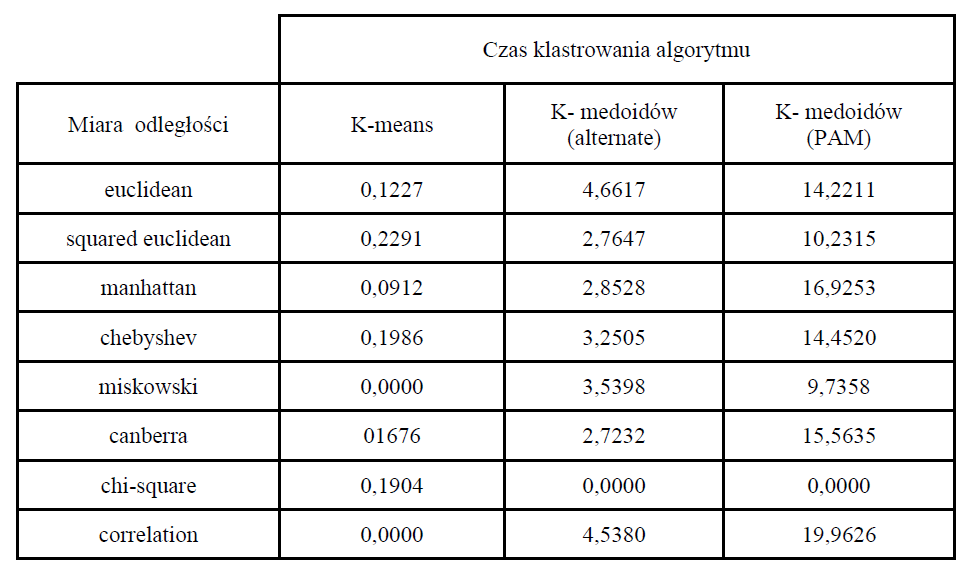 Czas klastrowania algorytmu
Miara odległości K-means K- medoidów (alternate) K- medoidów (PAM)
euclidean 0,1227 4,6617 14,2211
squared euclidean 0,2291 2,7647 10,2315
manhattan 0,0912 2,8528 16,9253
chebyshev 0,1986 3,2505 14,4520
miskowski 0,0000 3,5398 9,7358
canberra 01676 2,7232 15,5635
chi-square 0,1904 0,0000 0,0000
correlation 0,0000 4,5380 19,9626